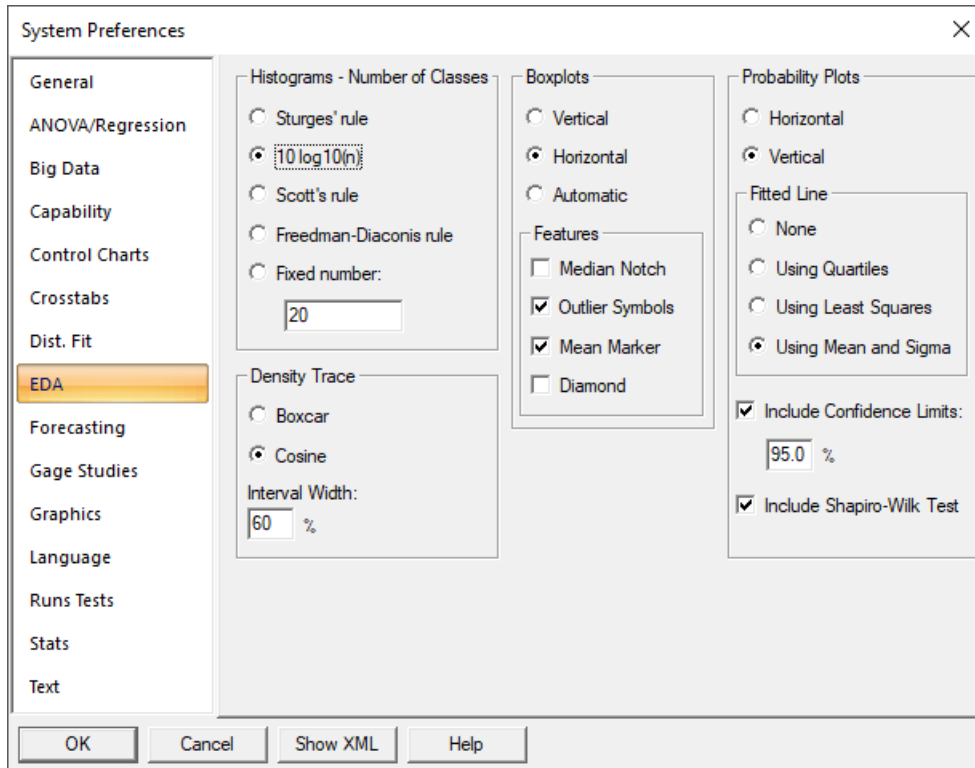 System Preferences
General
ANOVA/Regression
Big Data
Capability
Control Charts
Crosstabs
Dist. Fit
EDA
Forecasting
Gage Studies
Graphics
Language
Runs Tests
Stats
Text
Histograms - Number of Classes
Sturges' rule
10 log10(n)
Scott's rule
Freedman-Diaconis rule
Fixed number:
20
Density Trace
Boxcar
Cosine
Interval Width:
60 %
Boxplots
Vertical
Horizontal
Automatic
Features
Median Notch
Outlier Symbols
Mean Marker
Diamond
Probability Plots
Horizontal
Vertical
Fitted Line
None
Using Quartiles
Using Least Squares
Using Mean and Sigma
Include Confidence Limits:
95.0 %
Include Shapiro-Wilk Test
OK
Cancel
Show XML
Help